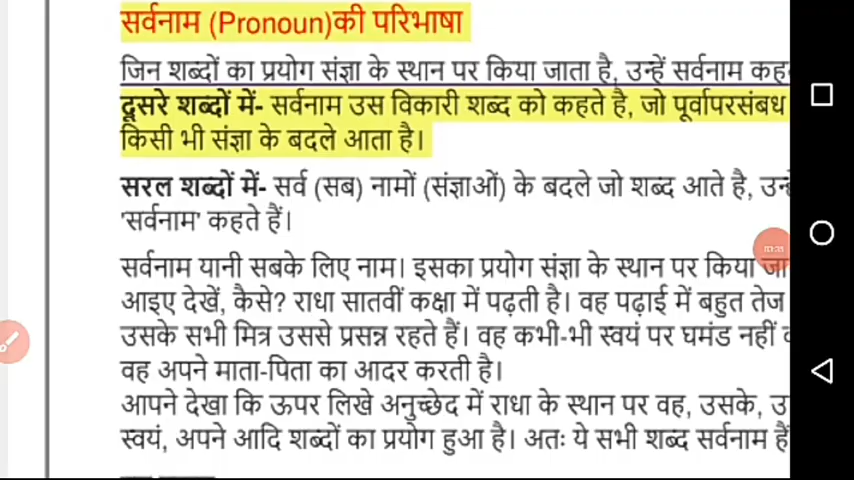 सर्वनाम (Pronoun)की परिभाषा
जिन शब्दों का प्रयोग संज्ञा के स्थान पर किया जाता है, उन्हें सर्वनाम
दूसरे शब्दों में- सर्वनाम उस विकारी शब्द को कहते है, जो पूर्वापरसंबध
किसी भी संज्ञा के बदले आता है।
सरल शब्दों में- सर्व (सब) नामों (संज्ञाओं) के बदले जो शब्द आते है,
'सर्वनाम' कहते हैं।
सर्वनाम यानी सबके लिए नाम। इसका प्रयोग संज्ञा के स्थान पर किया
आइए देखें, कैसे? राधा सातवीं कक्षा में पढ़ती है। वह पढ़ाई में बहुत तेज
उसके सभी मित्र उससे प्रसन्न रहते हैं। वह कभी-भी स्वयं पर घमंड नहीं
वह अपने माता-पिता का आदर करती है।
आपने देखा कि ऊपर लिखे अनुच्छेद में राधा के स्थान पर वह, उसके,
स्वयं, अपने आदि शब्दों का प्रयोग हुआ है। अतः ये सभी शब्द सर्वनाम हैं